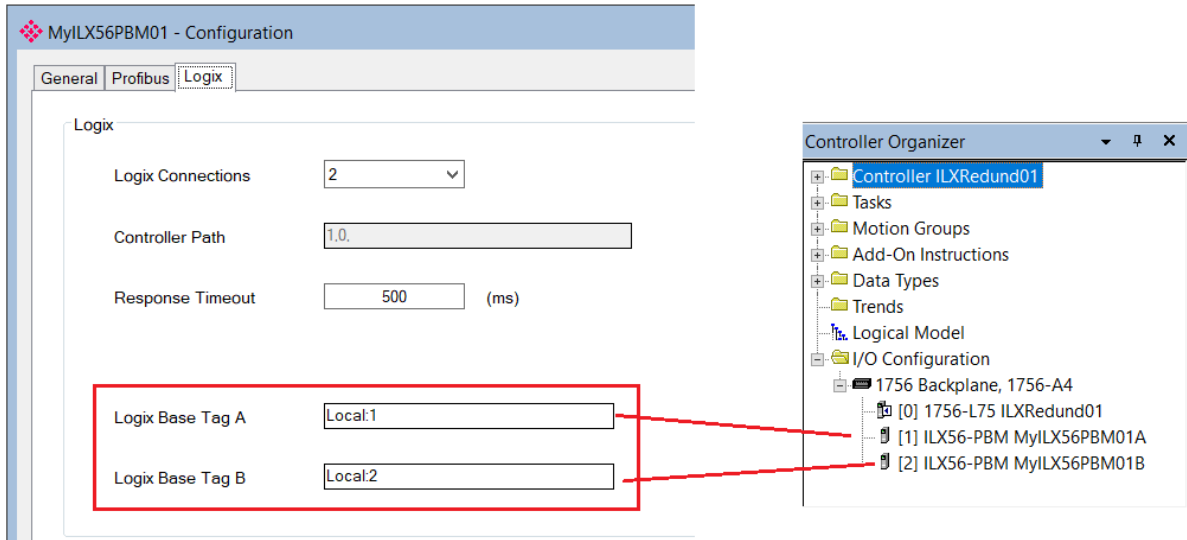 MyILX56PBM01 - Configuration
General Profibus Logix
Logix
Logix Connections 2
Controller Path 1,0,
Response Timeout 500 (ms)
Logix Base Tag A Local:1
Logix Base Tag B Local:2
Controller Organizer
Controller ILXRedund01
Tasks
Motion Groups
Add-On Instructions
Data Types
Trends
Logical Model
I/O Configuration
1756 Backplane, 1756-A4
[0] 1756-L75 ILXRedund01
[1] ILX56-PBM MyILX56PBM01A
[2] ILX56-PBM MyILX56PBM01B